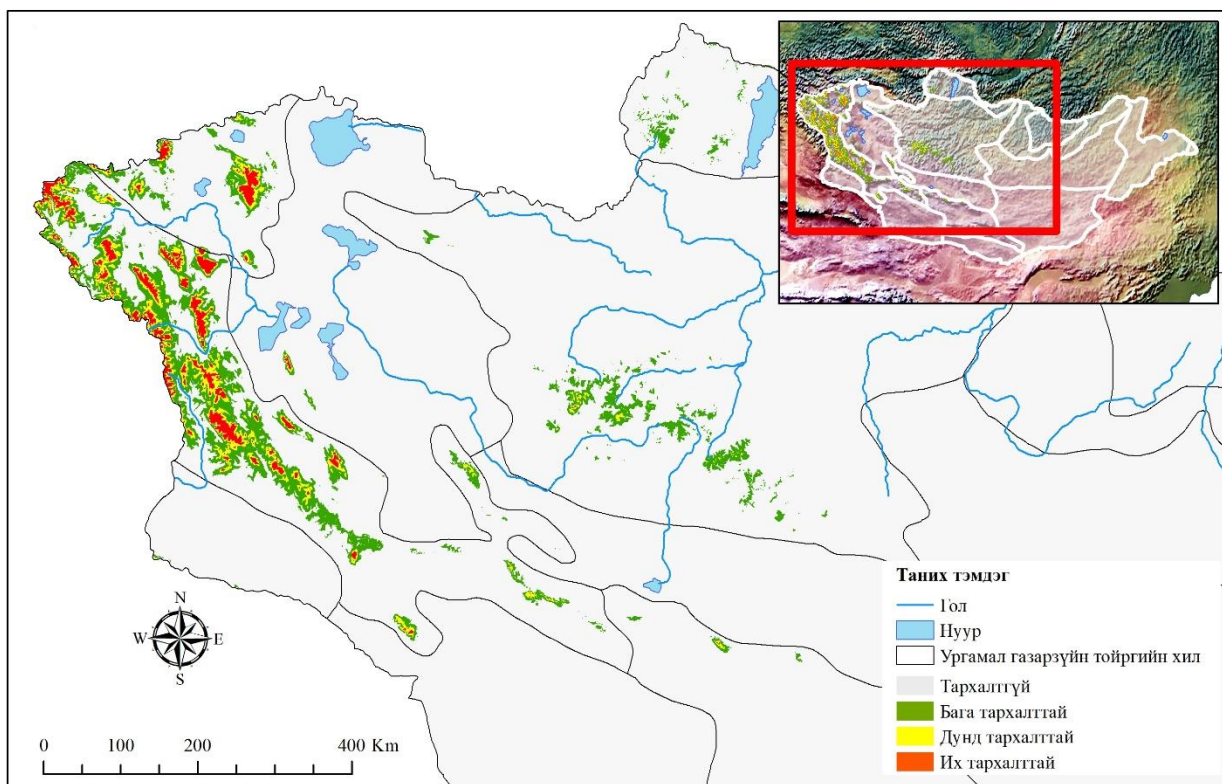 N
W E
S
0 100 200 400 Km
Таних тэмдэг
Гол
Нуур
Ургамал газарзүйн тойргийн хил
Тархалтгүй
Бага тархалттай
Дунд тархалттай
Их тархалттай